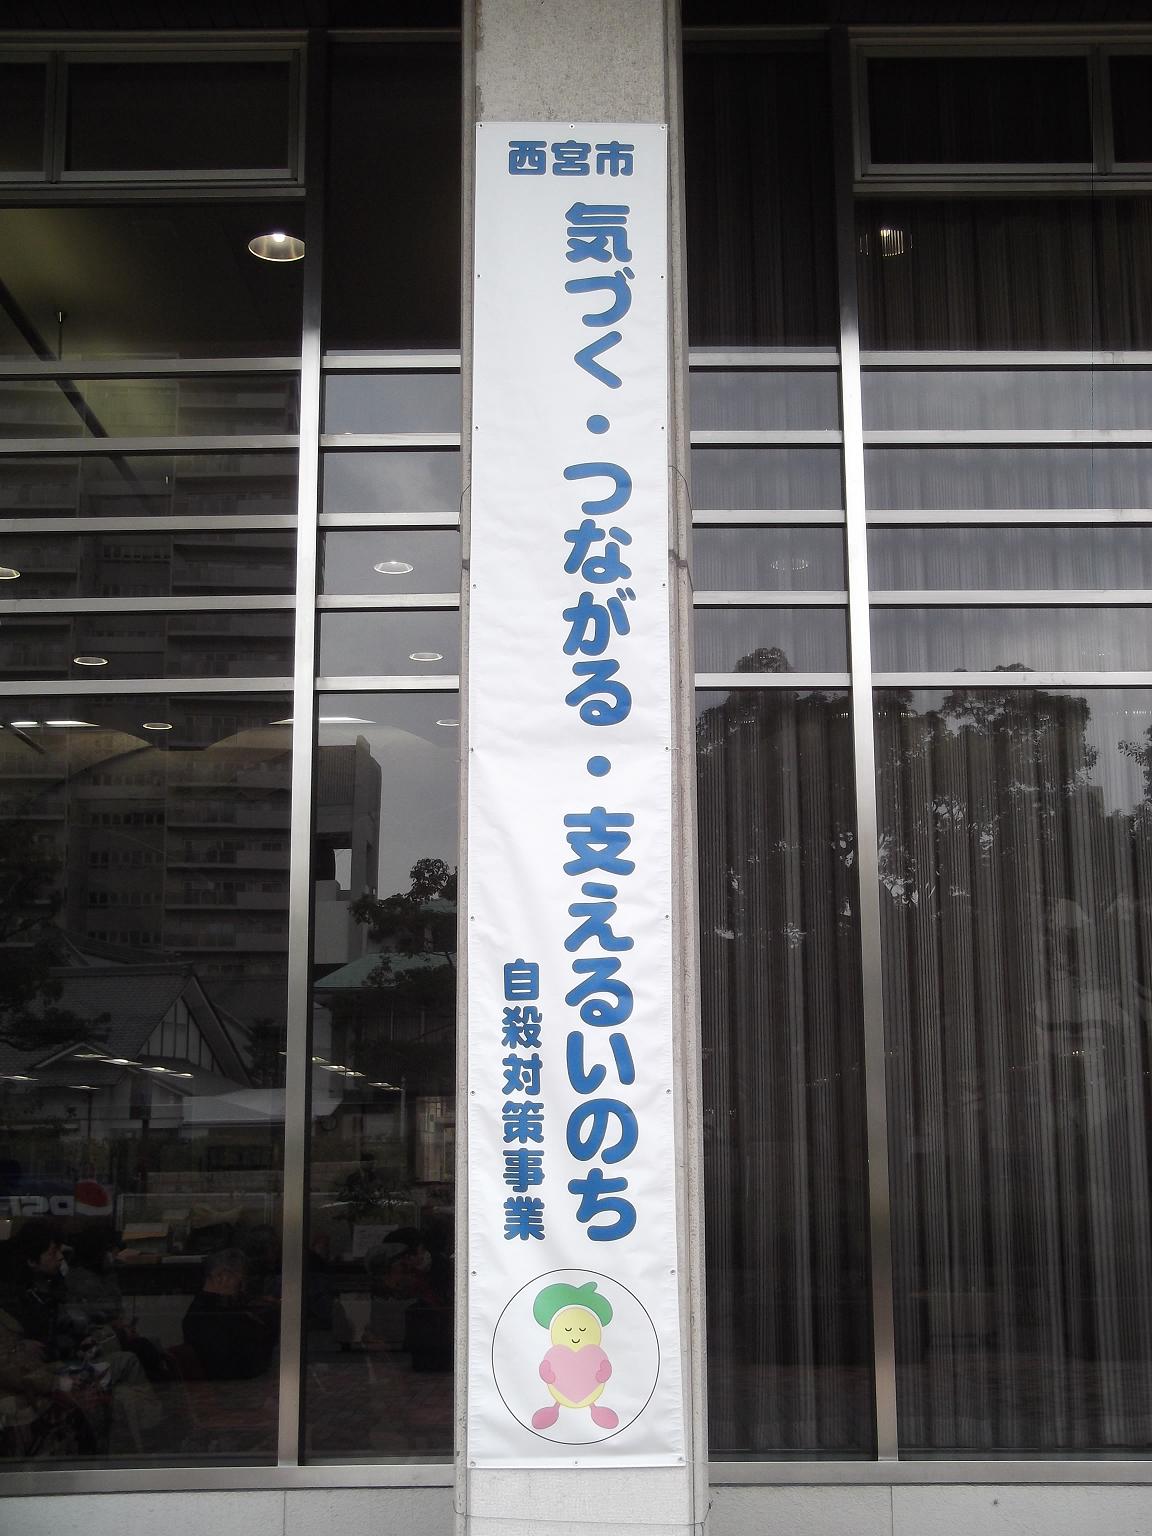 西宮市
気づく・つながる・支えるいのち
自殺対策事業